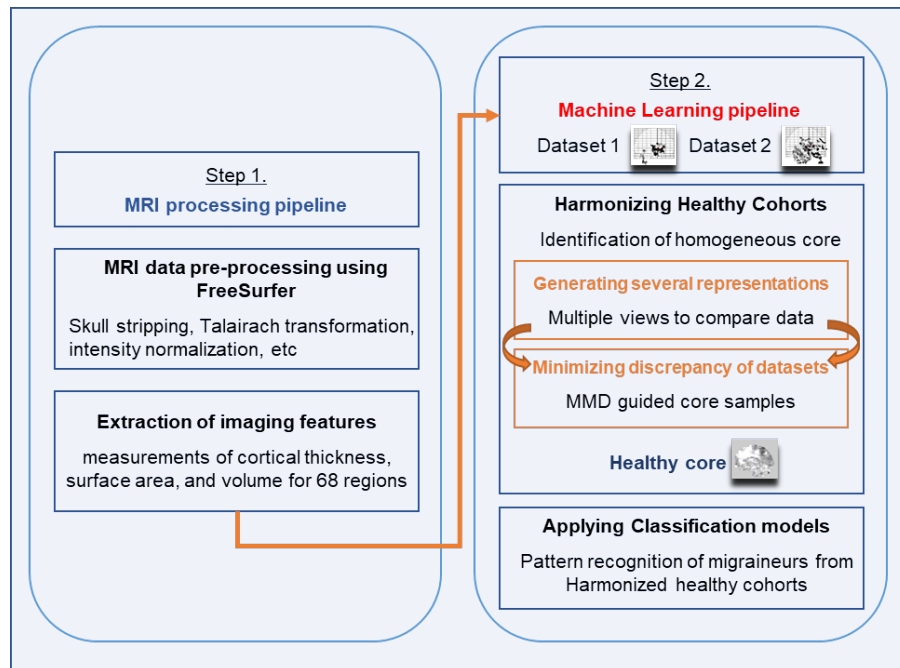 Step 1.
MRI processing pipeline
MRI data pre-processing using
FreeSurfer
Skull stripping, Talairach transformation,
intensity normalization, etc
Extraction of imaging features
measurements of cortical thickness,
surface area, and volume for 68 regions
Step 2.
Machine Learning pipeline
Dataset 1 Dataset 2
Harmonizing Healthy Cohorts
Identification of homogeneous core
Generating several representations
Multiple views to compare data
Minimizing discrepancy of datasets
MMD guided core samples
Healthy core
Applying Classification models
Pattern recognition of migraineurs from
Harmonized healthy cohorts